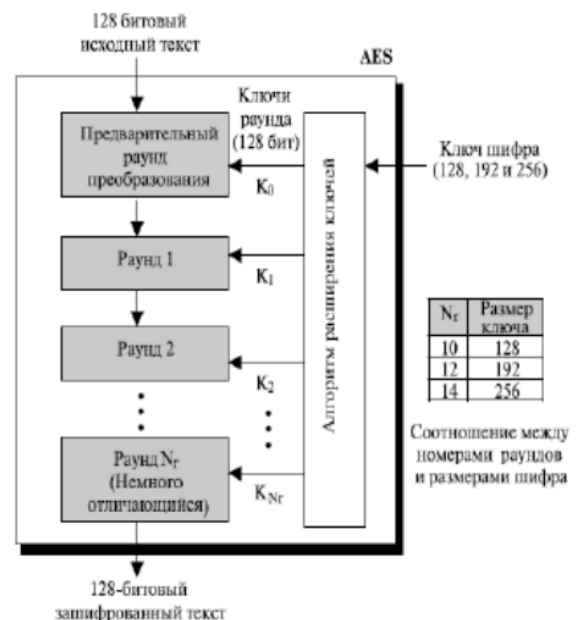 128 битовый
исходный текст
AES
Ключи
раунда
(128 бит)
Предварительный
раунд
преобразования
K0
Ключ шифра
(128, 192 и 256)
Алгоритм расширения ключей
Раунд 1
K1
Раунд 2
K2
Nr Размер ключа
10 128
12 192
14 256
Соотношение между
номерами раундов
и размерами шифра
Раунд Nr
(Немного
отличающийся)
KNr
128-битовый
зашифрованный текст